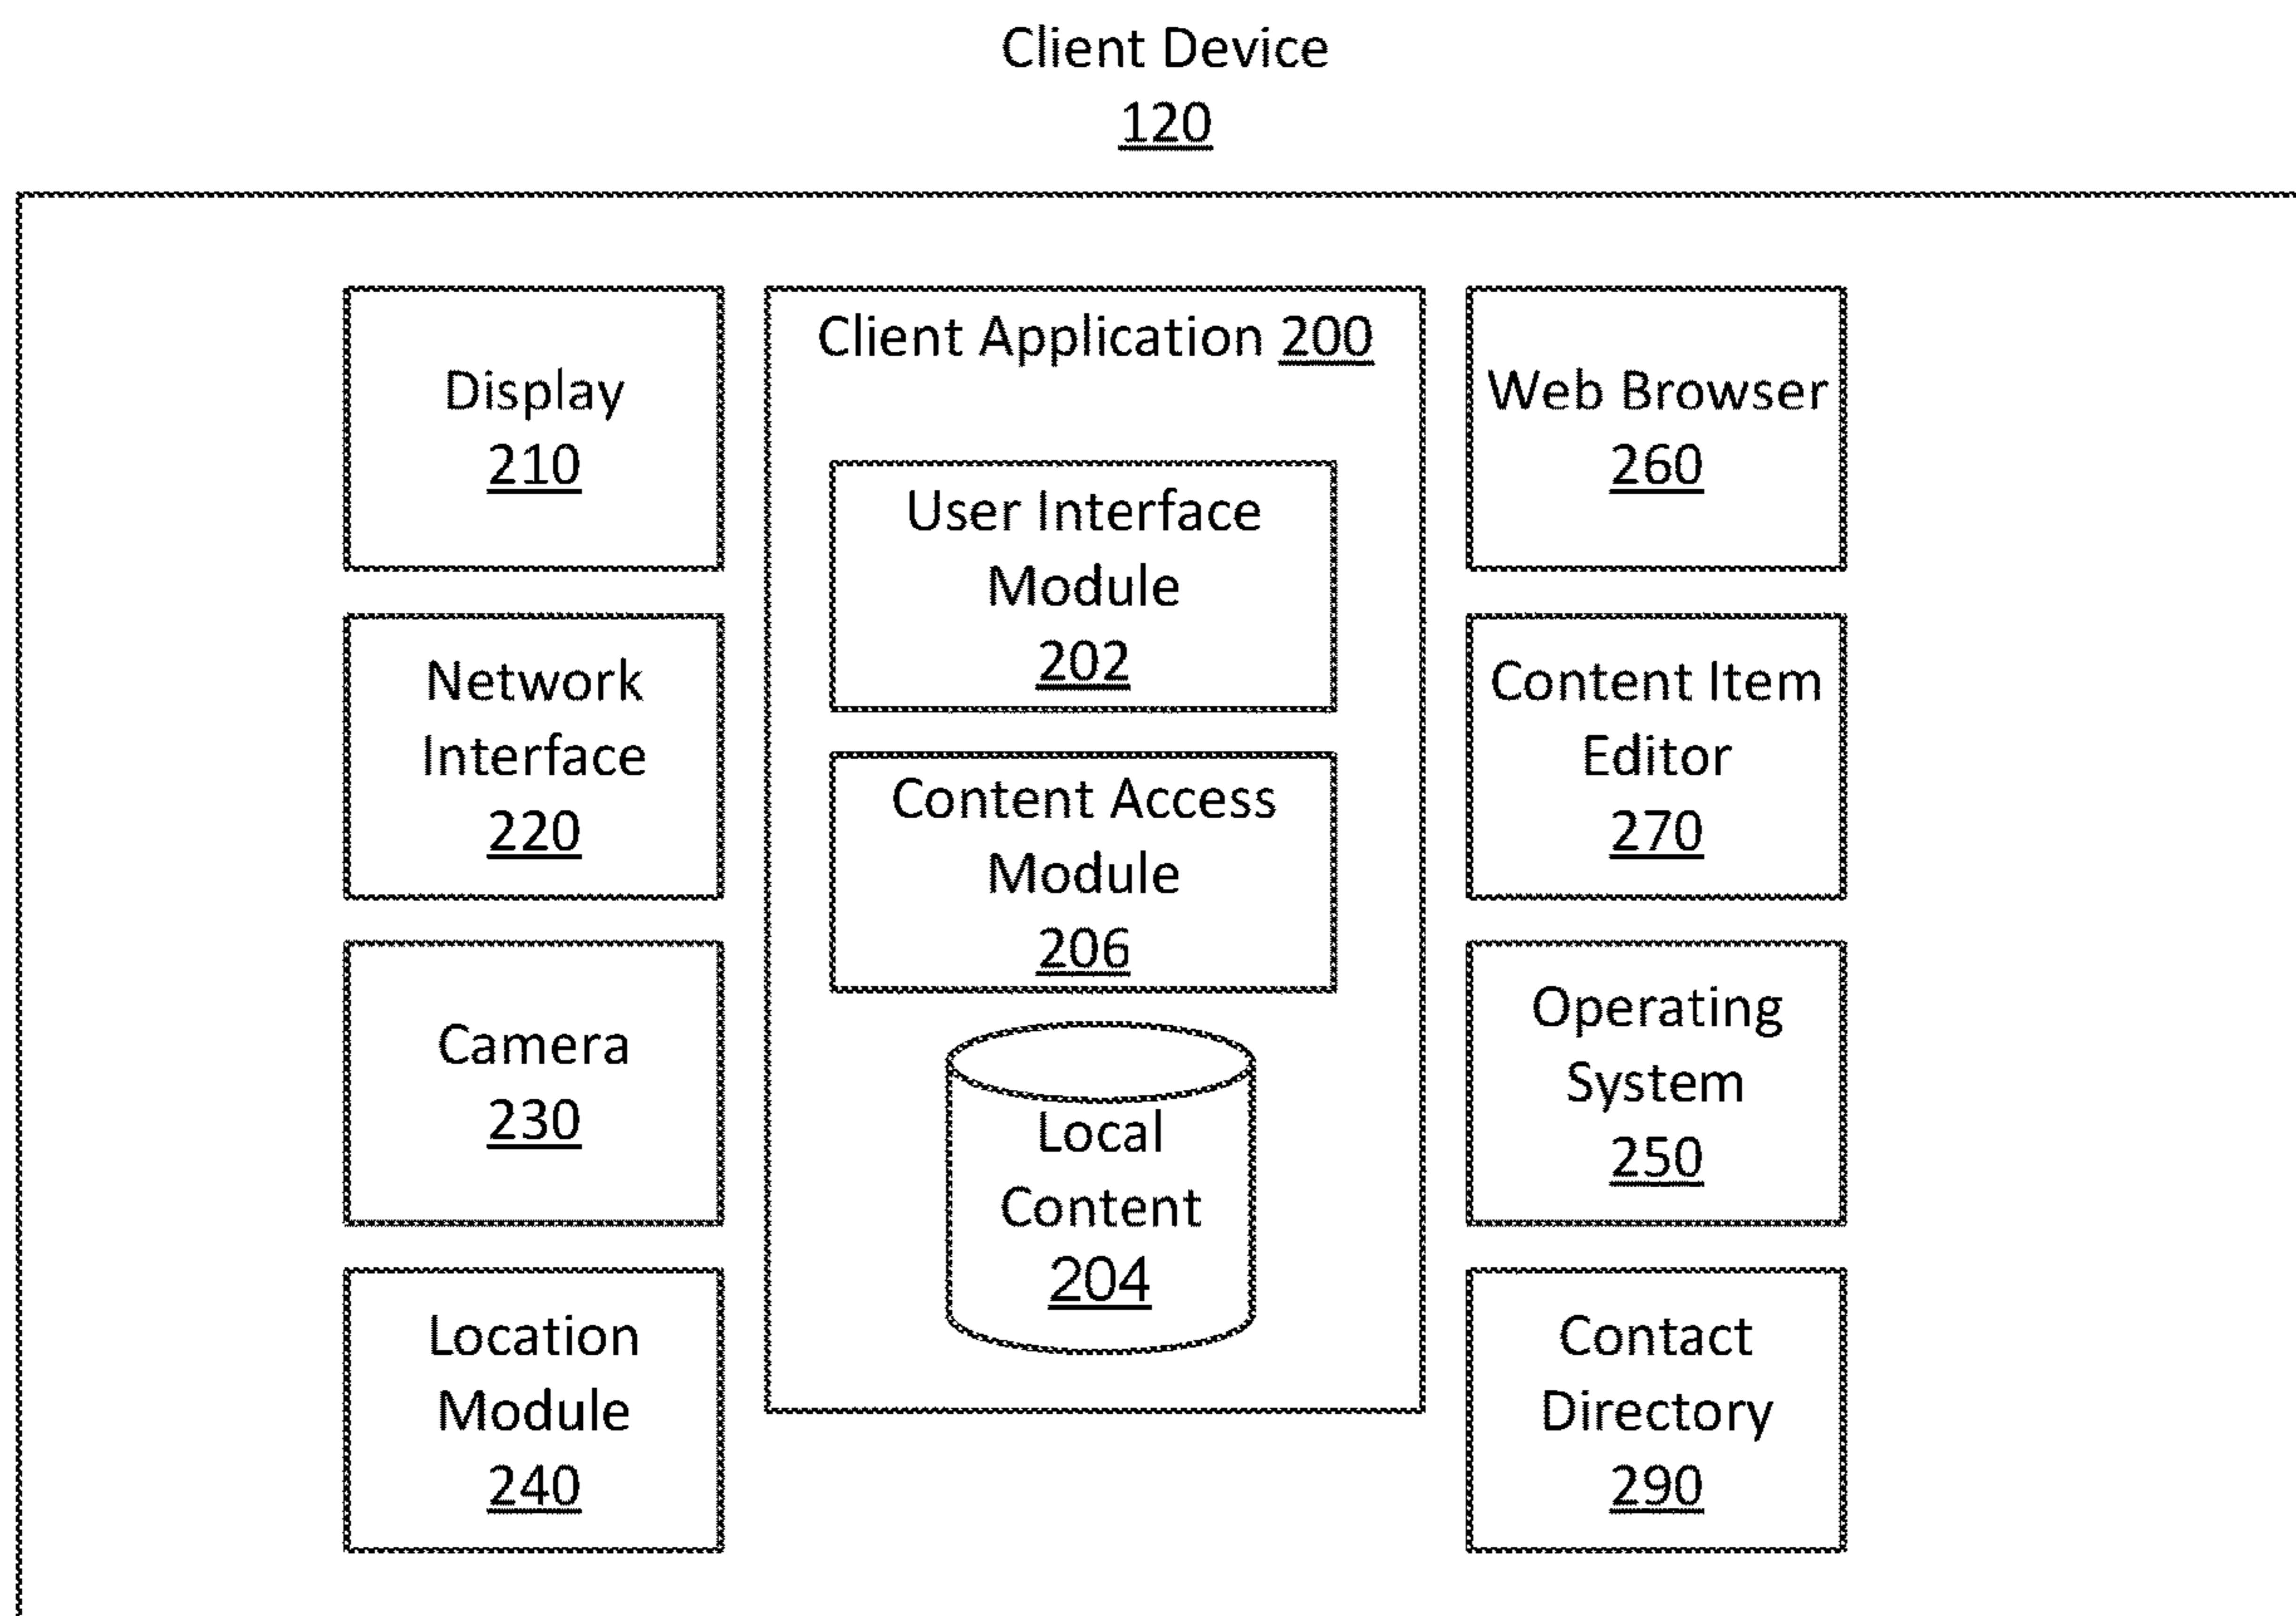 Client Device
120
Display
210
Network
Interface
220
Camera
230
Location
Module
240
Client Application 200
User Interface
Module
202
Content Access
Module
206
Local
Content
204
Web Browser
260
Content Item
Editor
270
Operating
System
250
Contact
Directory
290